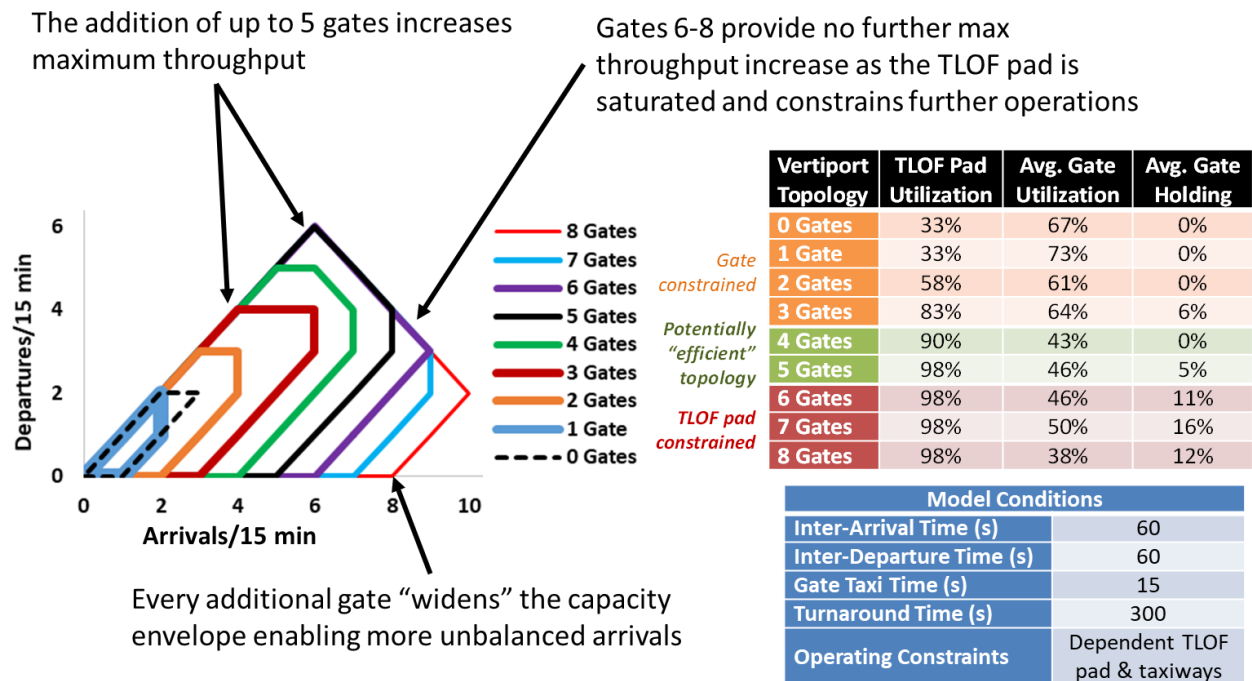 The addition of up to 5 gates increases
maximum throughput
Gates 6-8 provide no further max
throughput increase as the TLOF pad is
saturated and constrains further operations
Departures/15 min
6
4
2
0
0 2 4 6 8 10
Arrivals/15 min
8 Gates
7 Gates
6 Gates
5 Gates
4 Gates
3 Gates
2 Gates
1 Gate
0 Gates
Every additional gate “widens” the capacity
envelope enabling more unbalanced arrivals
Gate
constrained
Potentially
“efficient”
topology
TLOF pad
constrained
Vertiport Topology TLOF Pad Utilization Avg. Gate Utilization Avg. Gate Holding
0 Gates 33% 67% 0%
1 Gate 33% 73% 0%
2 Gates 58% 61% 0%
3 Gates 83% 64% 6%
4 Gates 90% 43% 0%
5 Gates 98% 46% 5%
6 Gates 98% 46% 11%
7 Gates 98% 50% 16%
8 Gates 98% 38% 12%
Model Conditions
Inter-Arrival Time (s) 60
Inter-Departure Time (s) 60
Gate Taxi Time (s) 15
Turnaround Time (s) 300
Operating Constraints Dependent TLOF
pad & taxiways